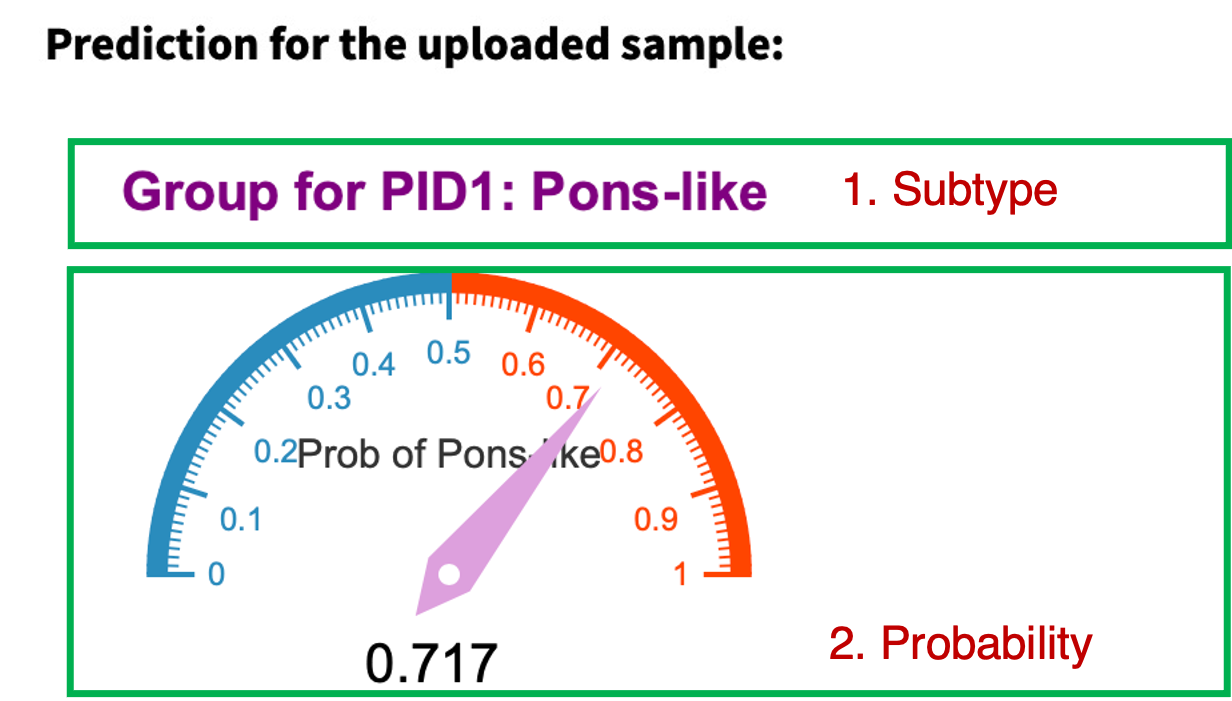 Prediction for the uploaded sample:
Group for PID1: Pons-like 1. Subtype
0.5
0.4 0.6
0.3 0.7
0.2 Prob of Pons-like 0.8
0.1 0.9
0 1
0.717
2. Probability